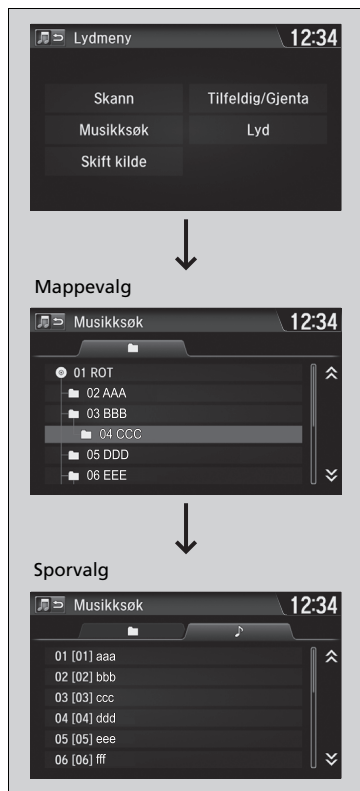 Lydmeny 12:34
Skann Tilfeldig/Gjenta
Musikksøk Lyd
Skift kilde
Mappevalg
Musikksøk 12:34
01 ROT
02 AAA
03 BBB
04 CCC
05 DDD
06 EEE
Sporvalg
Musikksøk 12:34
01 [01] aaa
02 [02] bbb
03 [03] ccc
04 [04] ddd
05 [05] eee
06 [06] fff